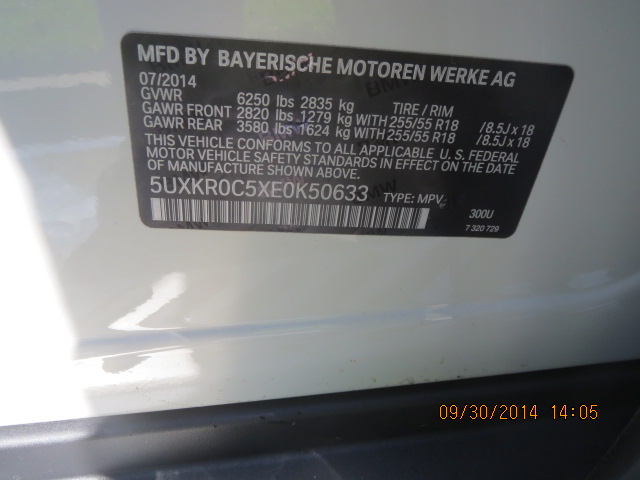 MFD BY BAYERISCHE MOTOREN WERKE AG
07/2014
GVWR 6250 lbs 2835 kg TIRE / RIM
GAWR FRONT 2820 lbs 1279 kg WITH 255/55 R18 /8.5J x 18
GAWR REAR 3580 lbs 1624 kg WITH 255/55 R18 /8.5J x 18
THIS VEHICLE CONFORMS TO ALL APPLICABLE U.S. FEDERAL
MOTOR VEHICLE SAFETY STANDARDS IN EFFECT ON THE DATE
OF MANUFACTURE SHOWN ABOVE.
5UXKR0C5XE0K50633 TYPE: MPV
300U
7 320 729
09/30/2014 14:05